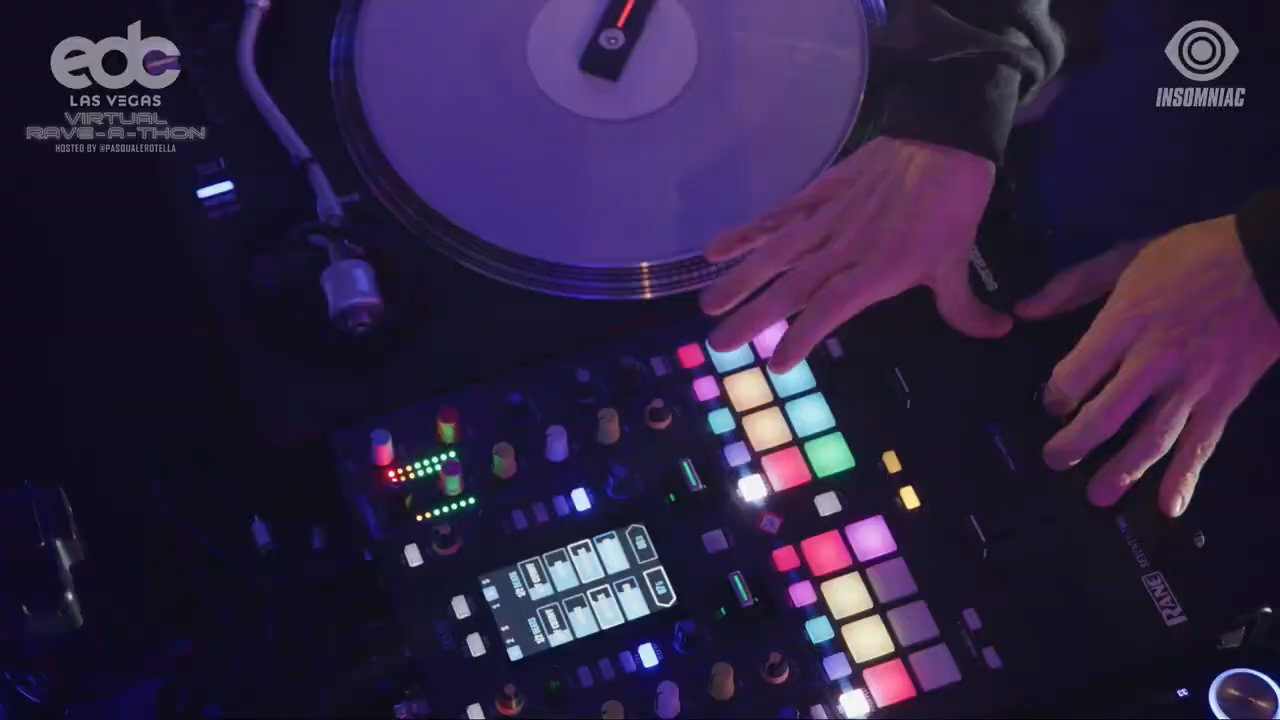 edc
LAS VEGAS
VIRTUAL
RAVE-A-THON
HOSTED BY @PASQUALEROTELLA
INSOMNIAC
RANE